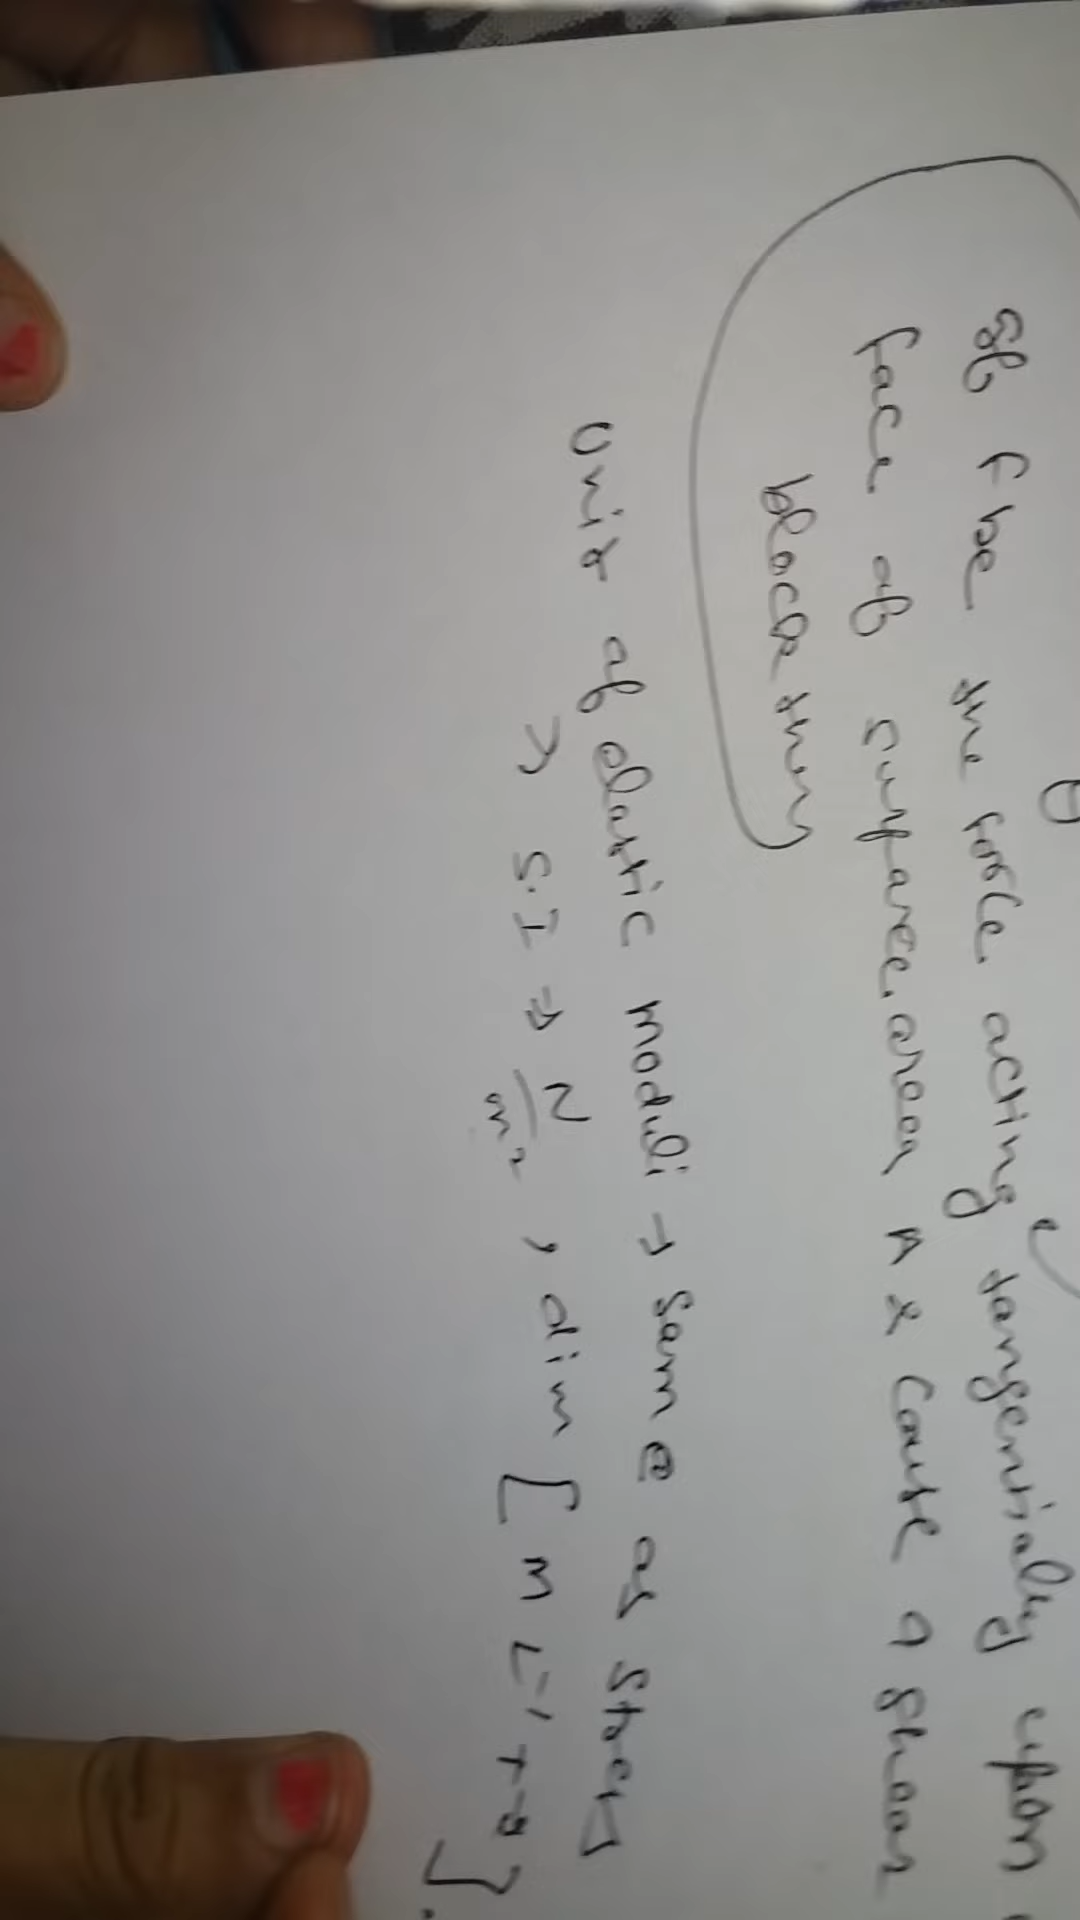 If F be the force acting tangentially upon
face of surface area A & cause a shear
block then
Unit of elastic moduli → same as stress
→ S.I → N/m², dim [M L⁻¹ T⁻²].